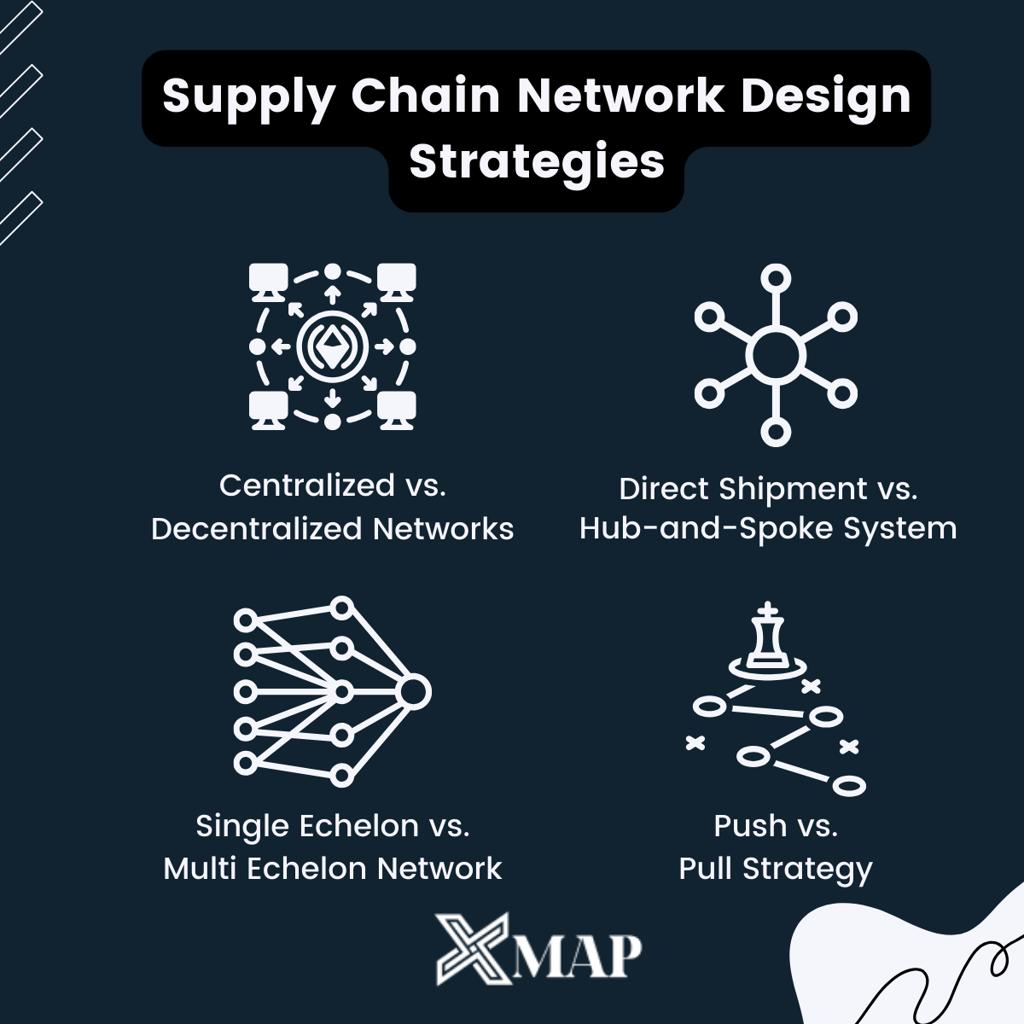 Supply Chain Network Design
Strategies
Centralized vs.
Decentralized Networks
Direct Shipment vs.
Hub-and-Spoke System
Single Echelon vs.
Multi Echelon Network
Push vs.
Pull Strategy
XMAP